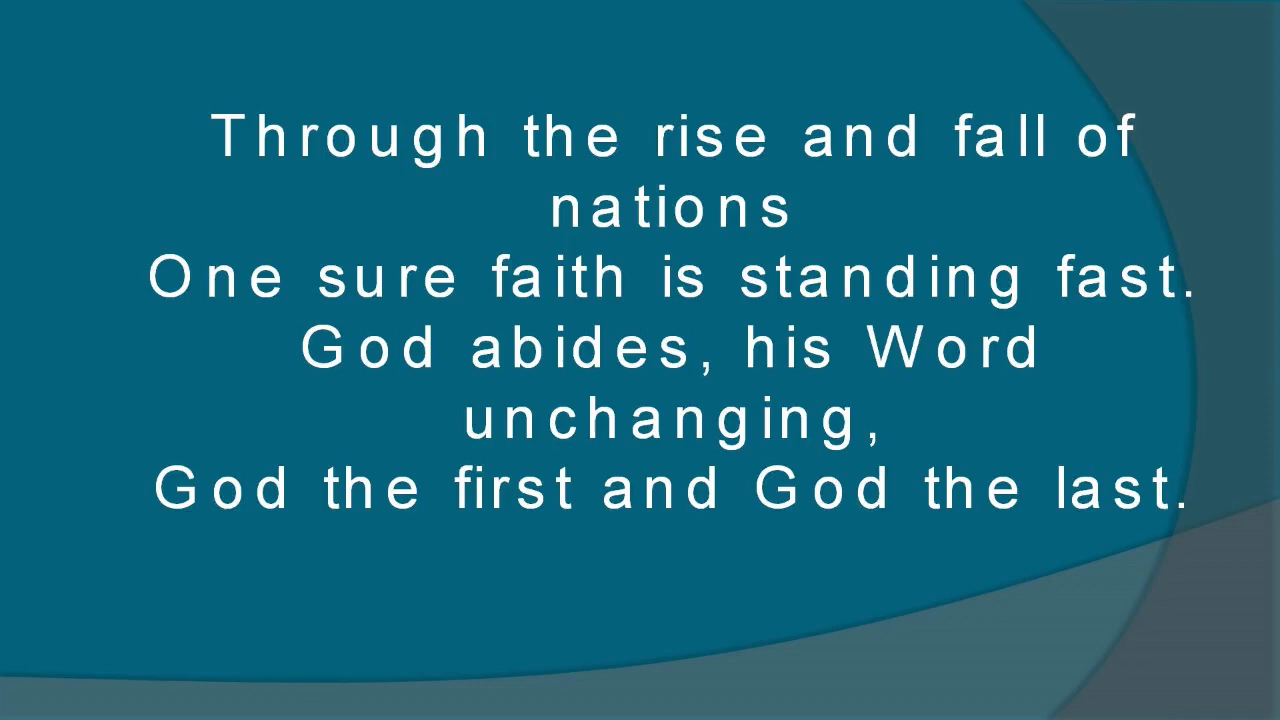 Through the rise and fall of
nations
One sure faith is standing fast.
God abides, his Word
unchanging,
God the first and God the last.